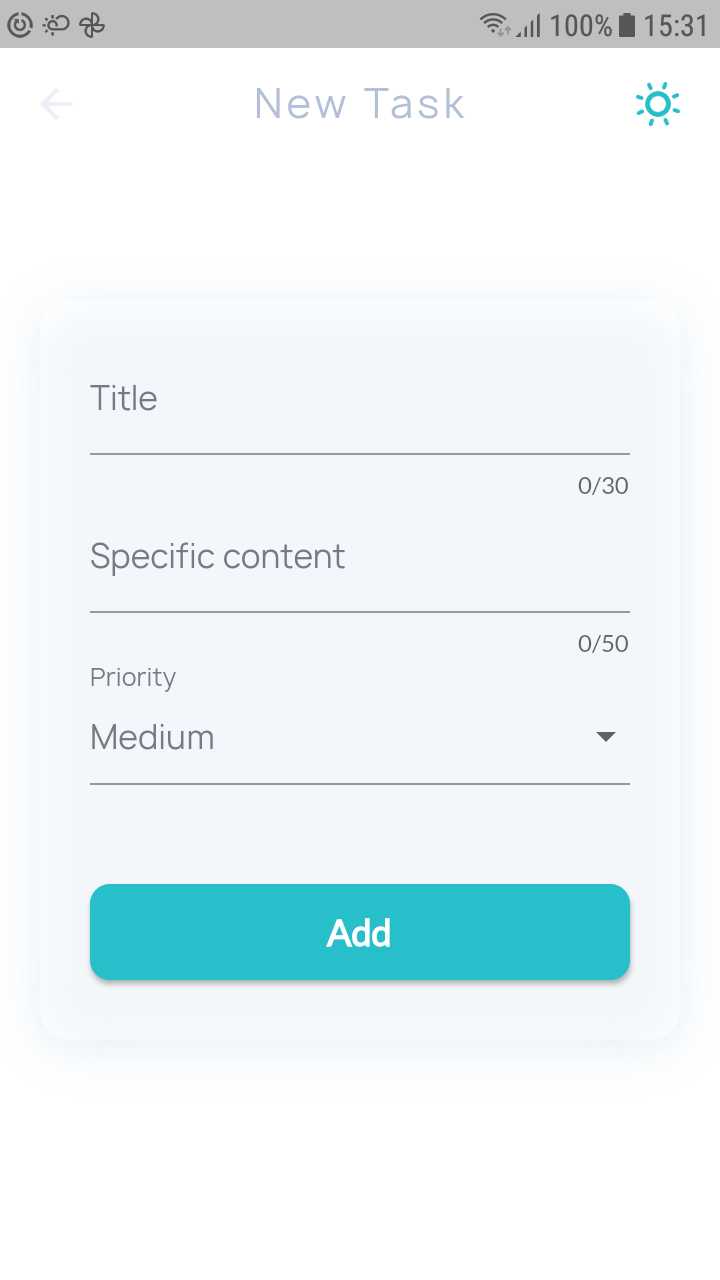 100% 15:31
New Task
Title
0/30
Specific content
0/50
Priority
Medium
Add